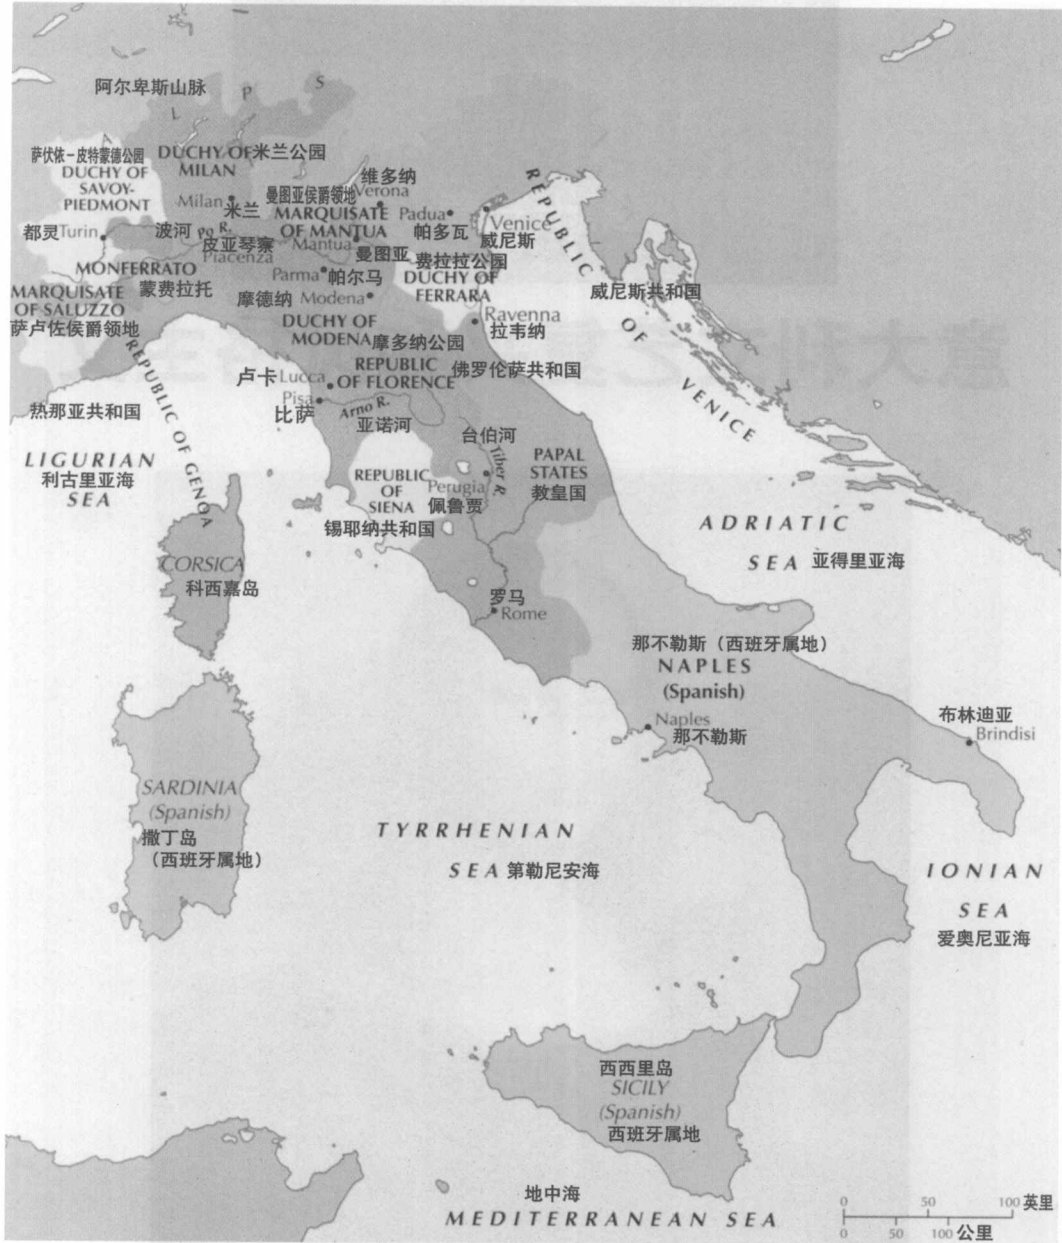 阿尔卑斯山脉
A L P S
萨伏依-皮特蒙德公园
DUCHY OF
SAVOY-
PIEDMONT
DUCHY OF 米兰公园
MILAN
Milan
米兰
维多纳
Verona
曼图亚侯爵领地
MARQUISATE
OF MANTUA
Padua
帕多瓦
Venice
威尼斯
REPUBLIC OF VENICE
威尼斯共和国
都灵 Turin
波河 Po R.
皮亚琴察
Piacenza
Mantua
曼图亚
费拉拉公园
DUCHY OF
FERRARA
MONFERRATO
蒙费拉托
Parma 帕尔马
MARQUISATE
OF SALUZZO
萨卢佐侯爵领地
摩德纳 Modena
Ravenna
拉韦纳
DUCHY OF
MODENA 摩多纳公园
REPUBLIC
OF FLORENCE
佛罗伦萨共和国
卢卡 Lucca
Pisa
比萨
Arno R.
亚诺河
REPUBLIC OF GENOA
热那亚共和国
台伯河
Tiber R.
PAPAL
STATES
教皇国
LIGURIAN
利古里亚海
SEA
REPUBLIC
OF
SIENA
锡耶纳共和国
Perugia
佩鲁贾
ADRIATIC
SEA 亚得里亚海
CORSICA
科西嘉岛
罗马
Rome
那不勒斯（西班牙属地）
NAPLES
(Spanish)
Naples
那不勒斯
布林迪亚
Brindisi
SARDINIA
(Spanish)
撒丁岛
（西班牙属地）
TYRRHENIAN
SEA 第勒尼安海
IONIAN
SEA
爱奥尼亚海
西西里岛
SICILY
(Spanish)
西班牙属地
地中海
MEDITERRANEAN SEA
0 50 100 英里
0 50 100 公里